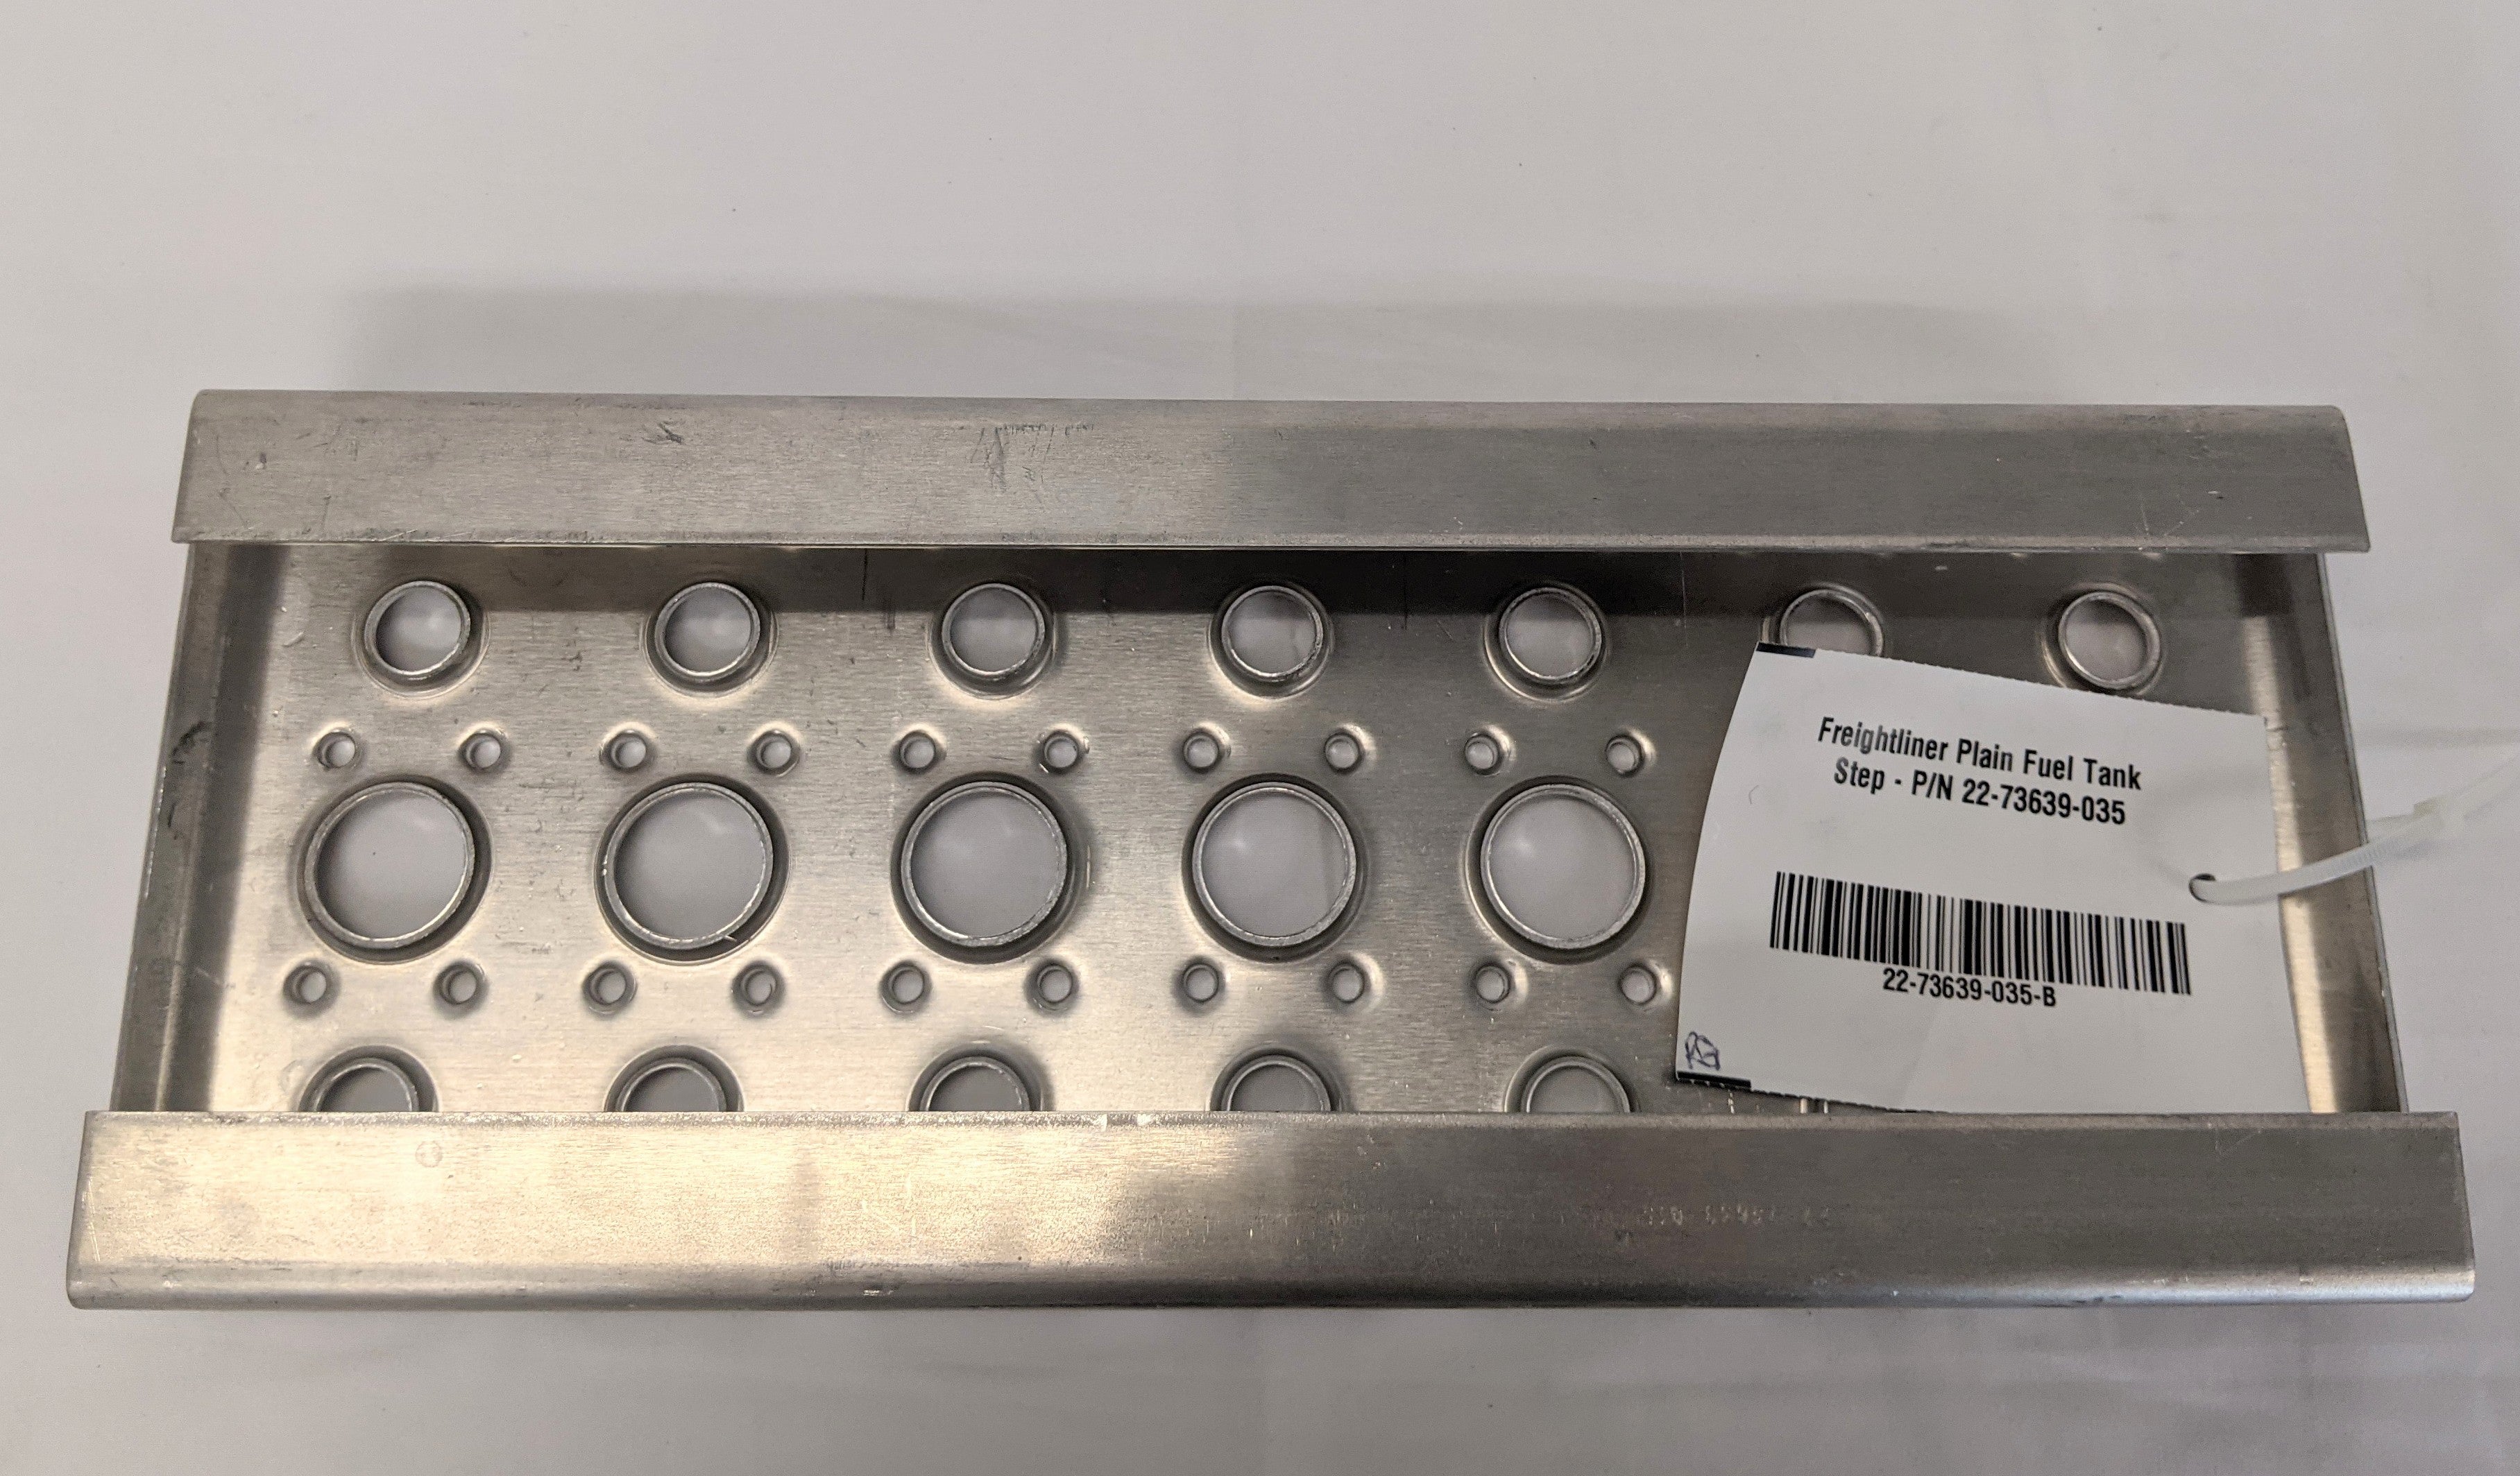 Freightliner Plain Fuel Tank
Step - P/N 22-73639-035
22-73639-035-B